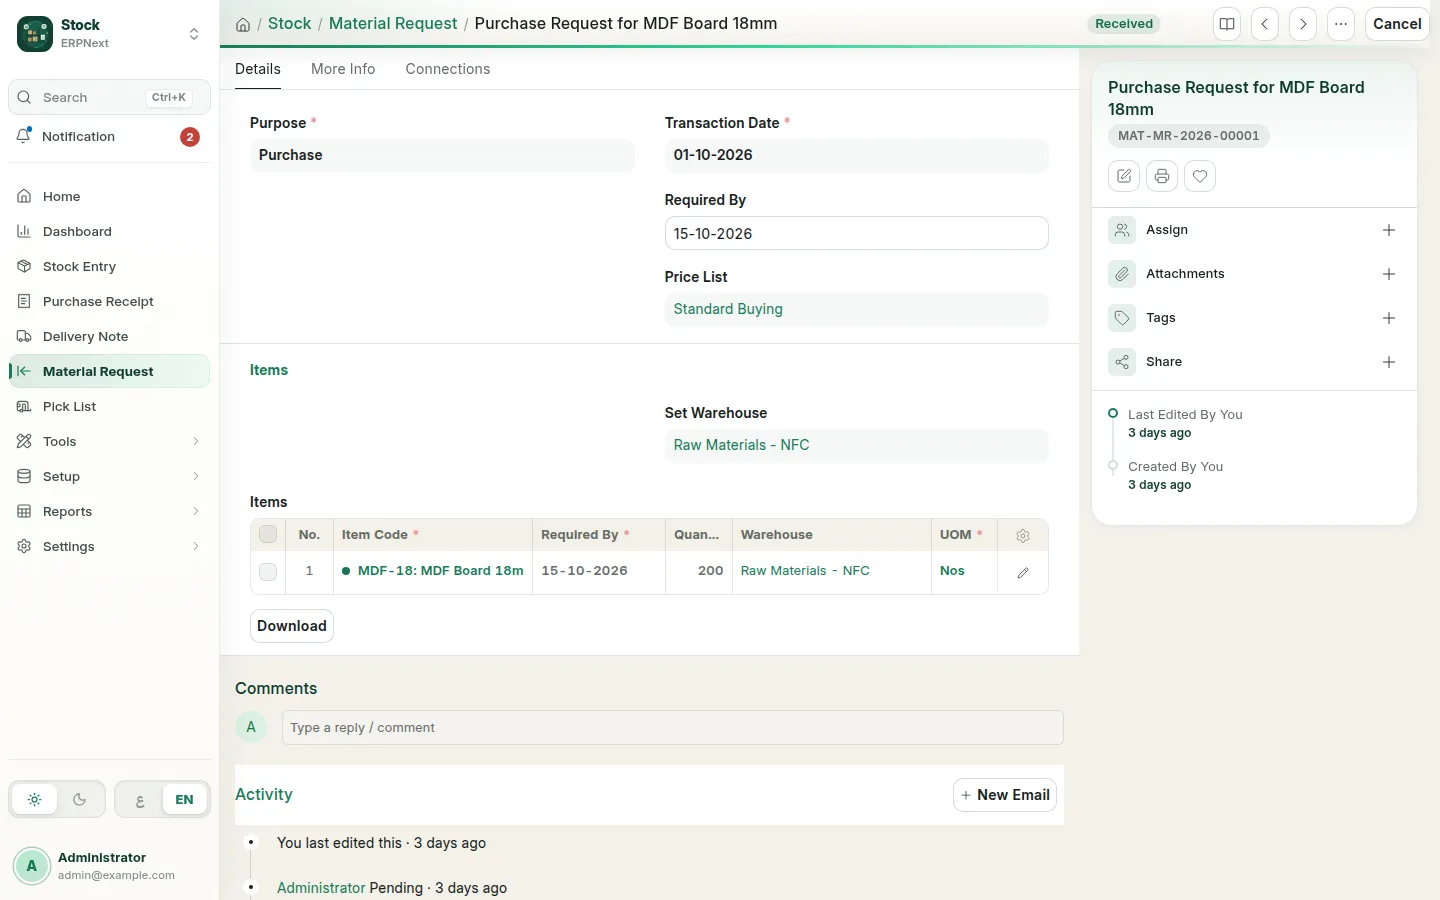 Stock
ERPNext
Search
Ctrl+K
Notification
2
Home
Dashboard
Stock Entry
Purchase Receipt
Delivery Note
Material Request
Pick List
Tools
Setup
Reports
Settings
ع
EN
A
Administrator
admin@example.com
/ Stock / Material Request / Purchase Request for MDF Board 18mm
Received
Cancel
Details
More Info
Connections
Purpose *
Purchase
Transaction Date *
01-10-2026
Required By
15-10-2026
Price List
Standard Buying
Items
Set Warehouse
Raw Materials - NFC
Items
No. Item Code * Required By * Quan... Warehouse UOM *
1 MDF-18: MDF Board 18m 15-10-2026 200 Raw Materials - NFC Nos
Download
Comments
A
Type a reply / comment
Activity
+ New Email
You last edited this · 3 days ago
Administrator Pending · 3 days ago
Purchase Request for MDF Board
18mm
MAT-MR-2026-00001
Assign
Attachments
Tags
Share
Last Edited By You
3 days ago
Created By You
3 days ago